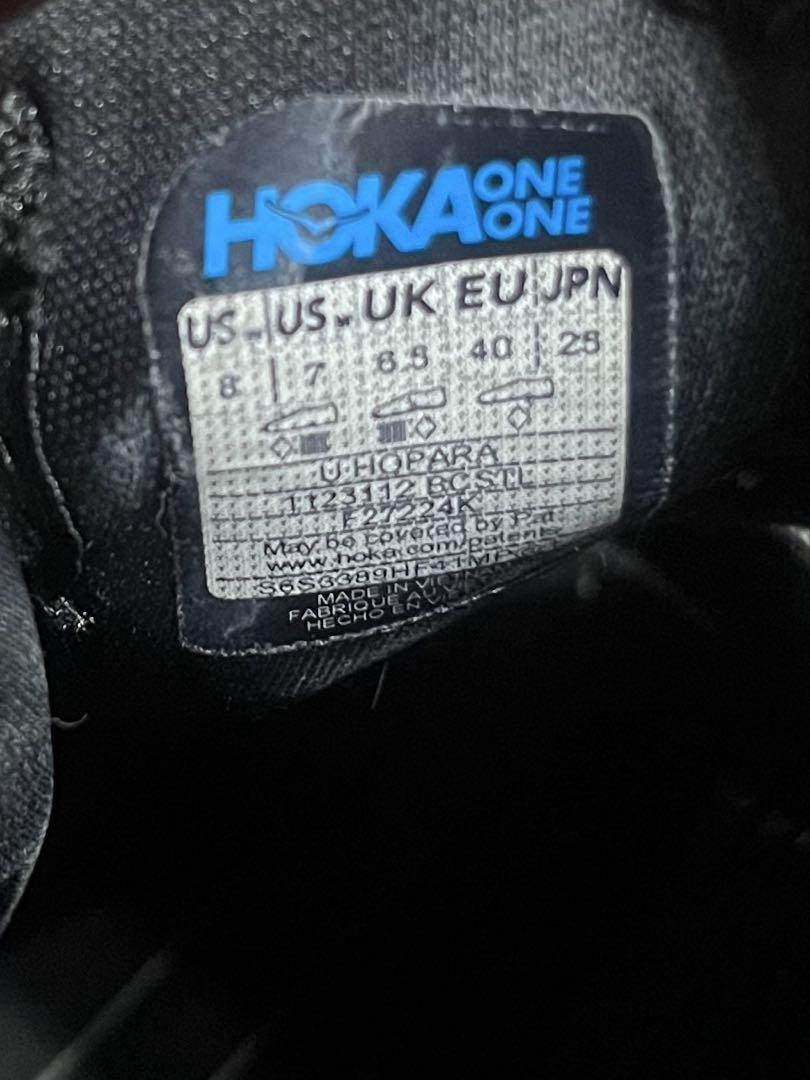 HOKA ONE ONE
US US M UK EU JPN
8 7 6.5 40 25
U HOPARA
1123112 BCSTL
F27224K
May be covered by Pat
www.hoka.com/patents
MADE IN
FABRIQUE AU
HECHO EN